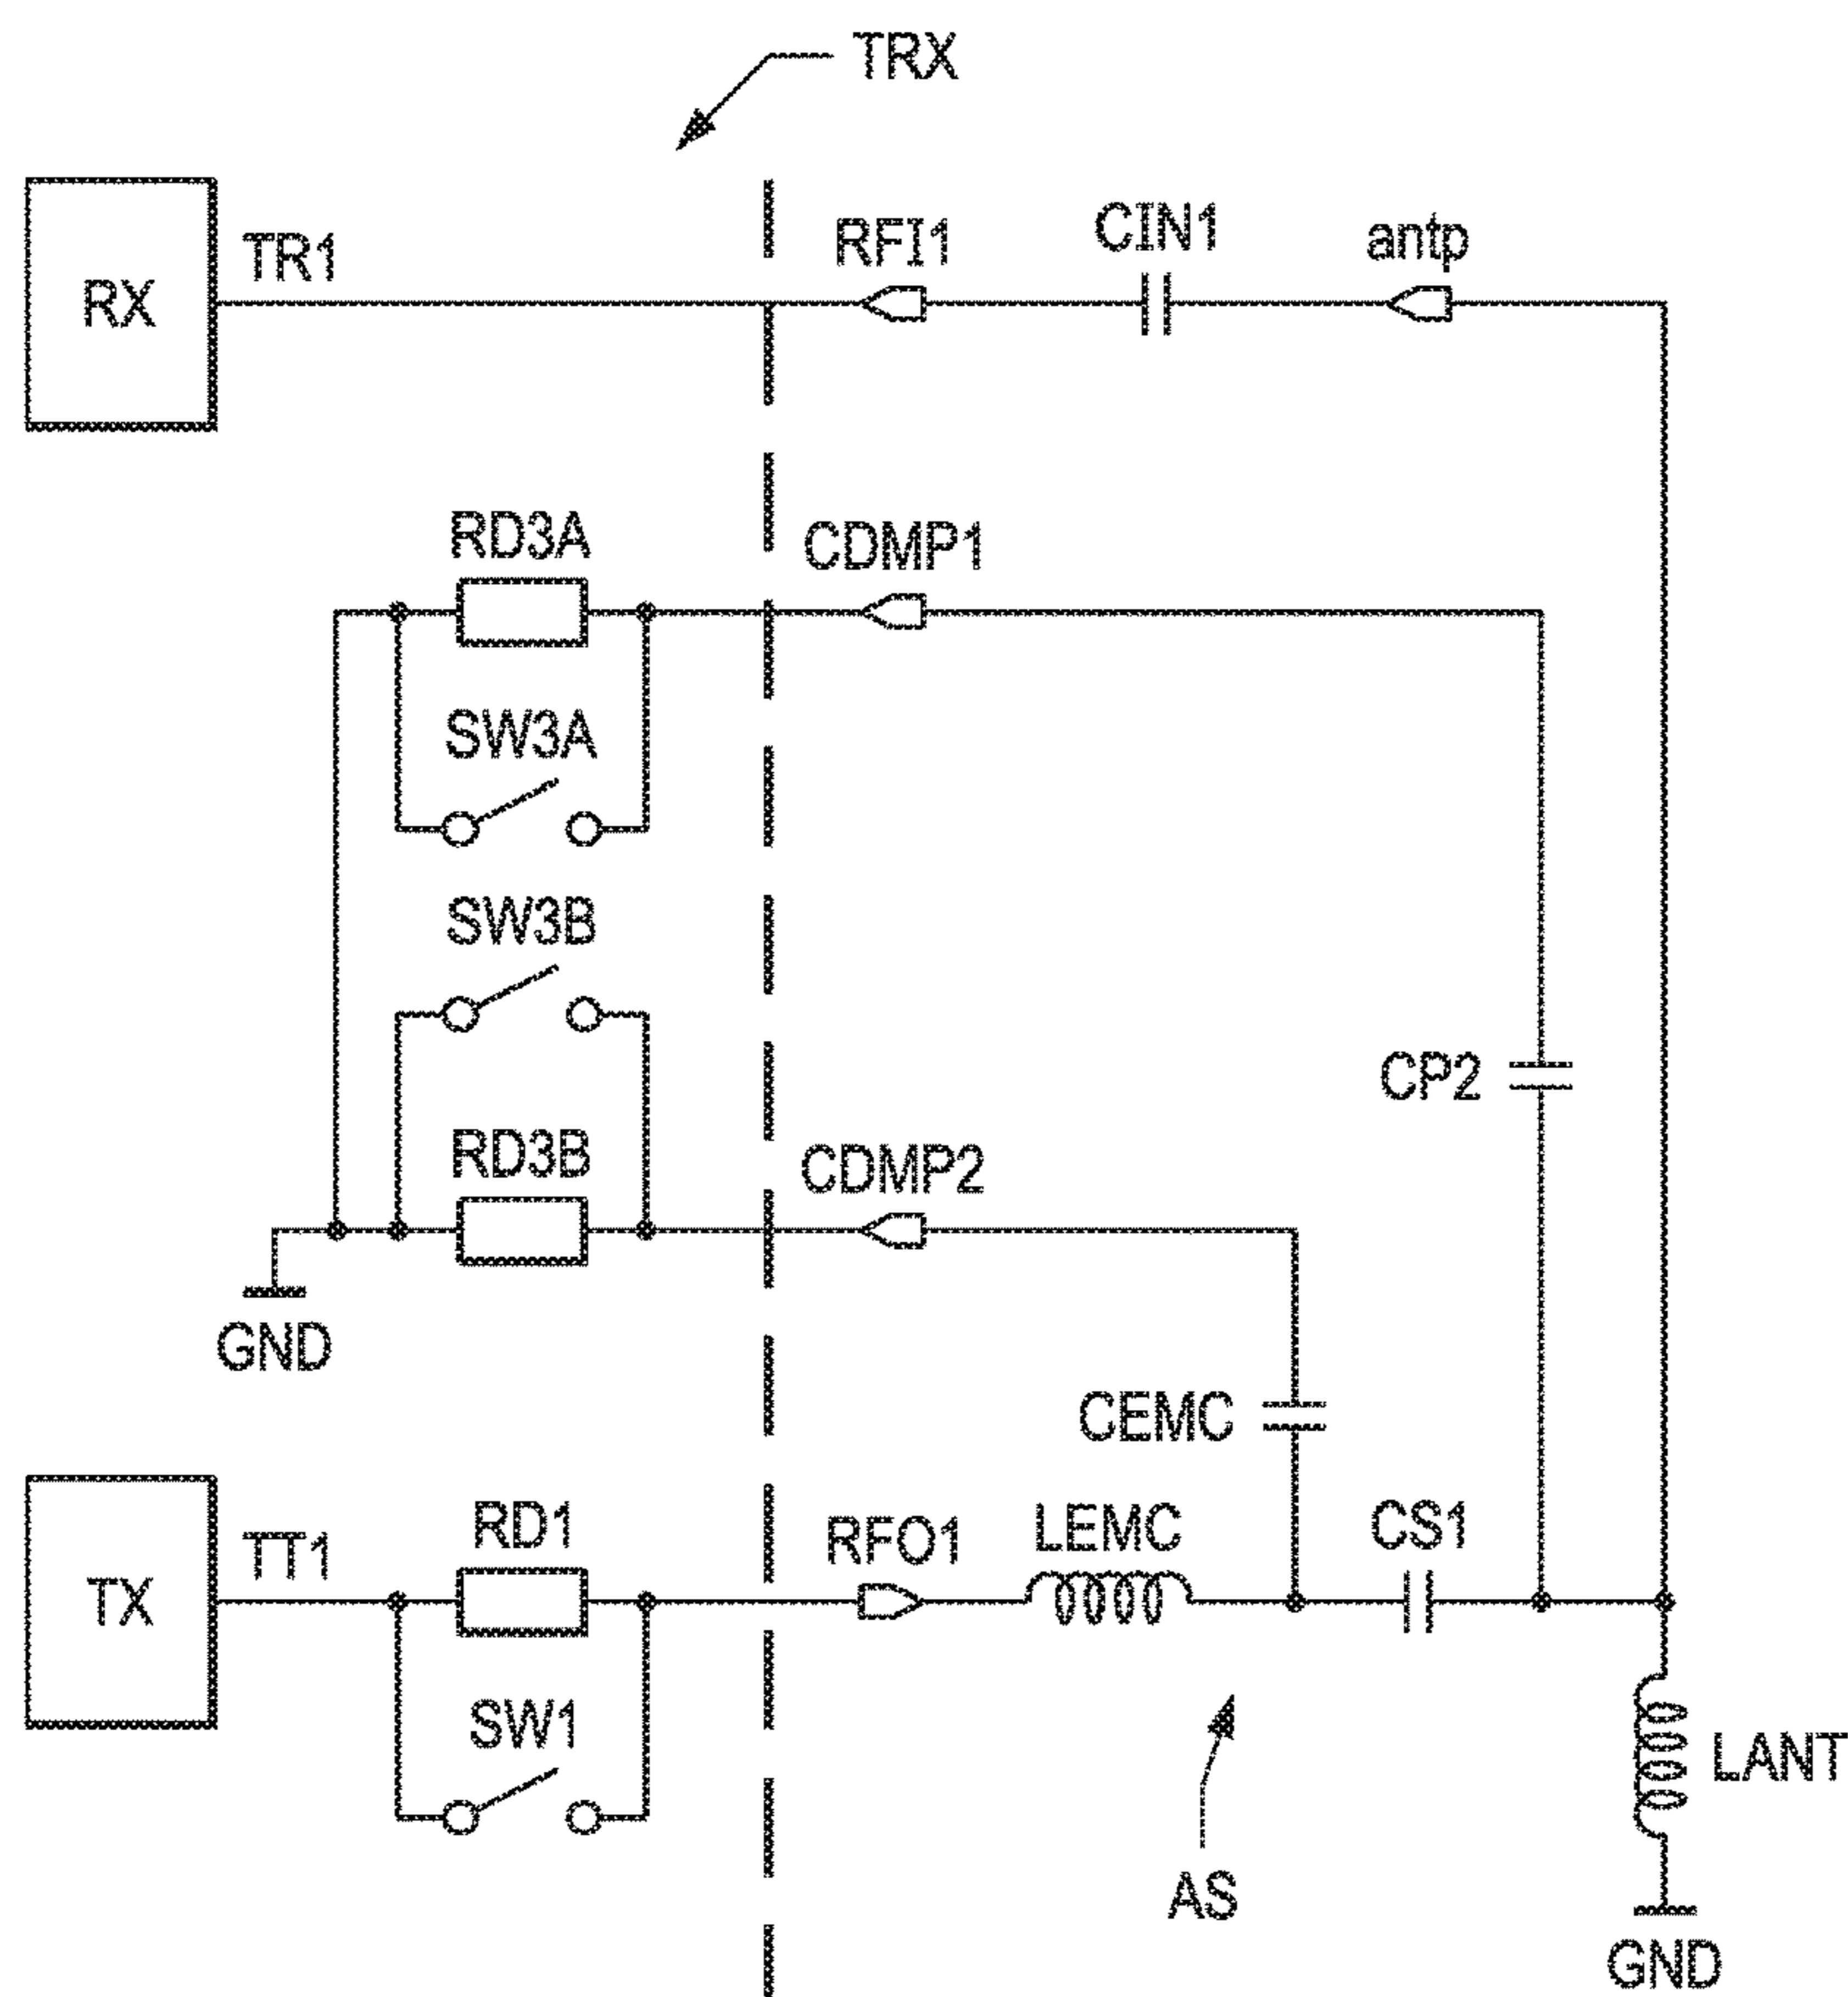 TRX
RX
TR1
RFI1
CIN1
antp
RD3A
CDMP1
SW3A
SW3B
CP2
RD3B
CDMP2
GND
CEMC
TX
TT1
RD1
RFO1
LEMC
CS1
SW1
LANT
AS
GND